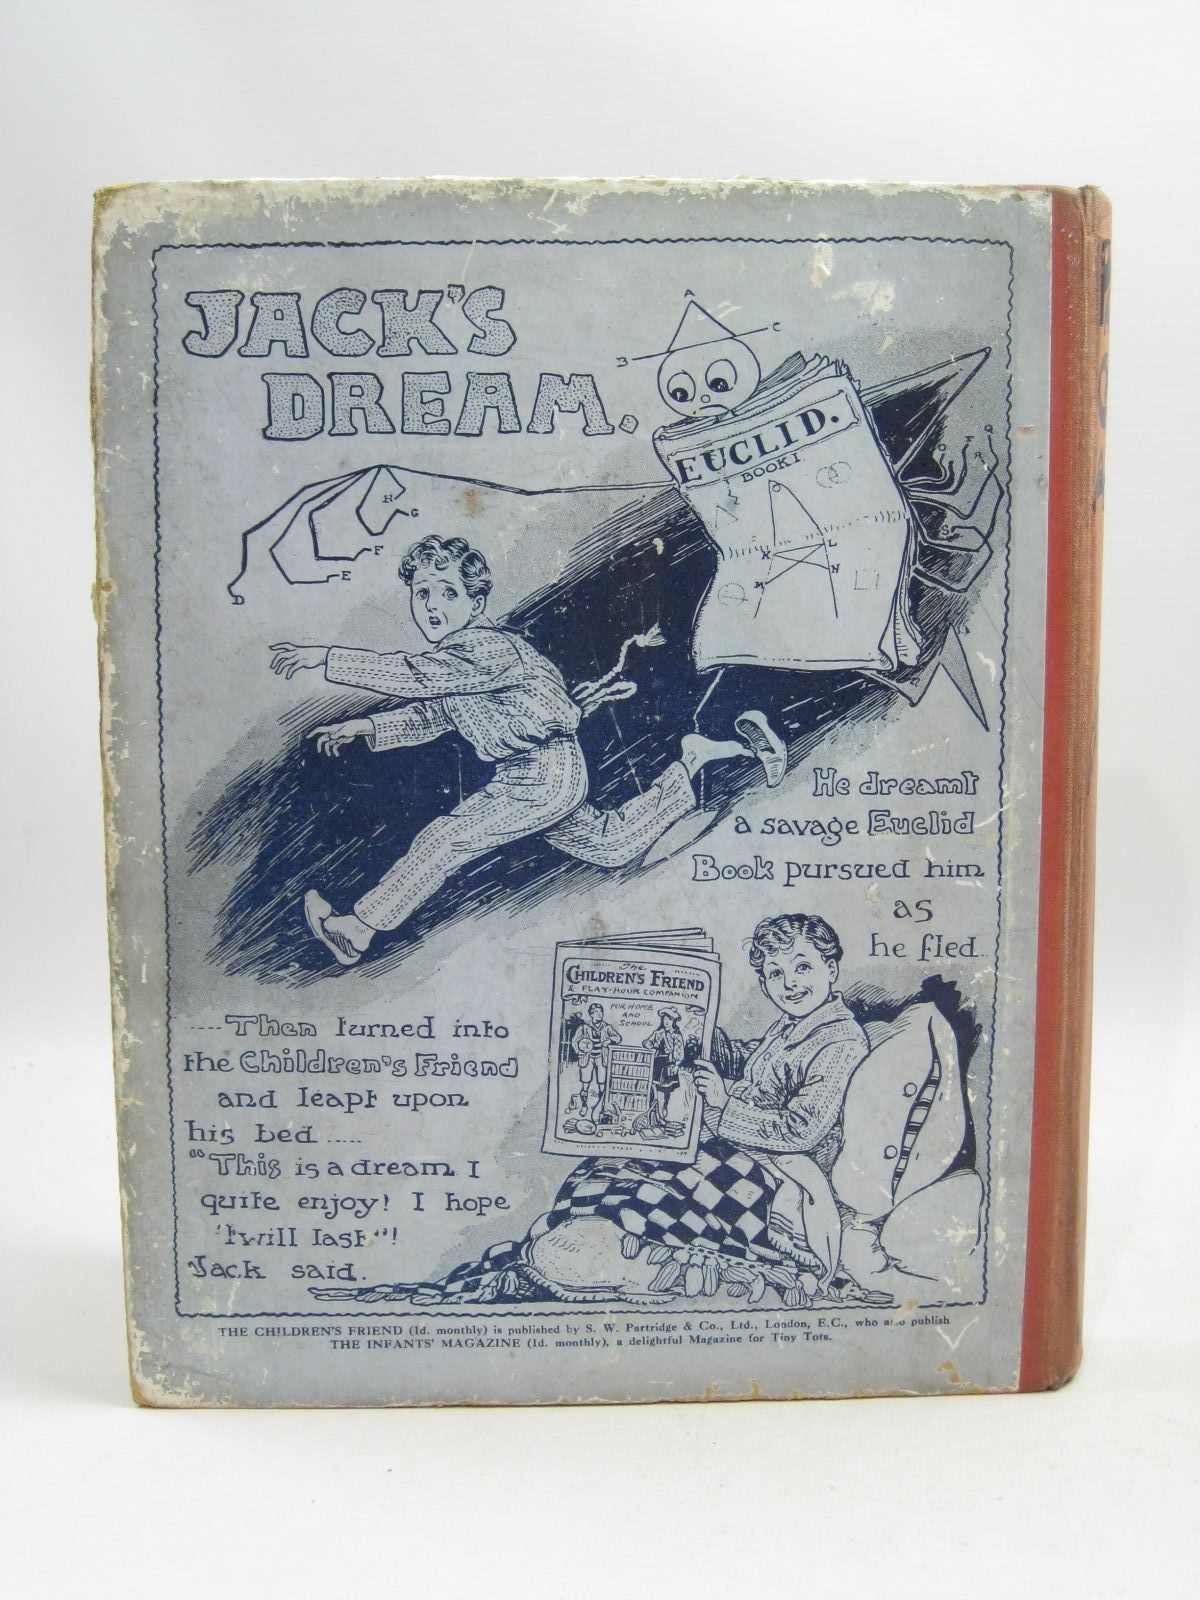 JACK'S
DREAM.
A
B
C
EUCLID.
BOOK I.
H
G
F
E
D
K
L
M
N
S
He dreamt
a savage Euclid
Book pursued him
as
he fled..
The
CHILDREN'S FRIEND
& PLAY-HOUR COMPANION
FOR HOME
AND
SCHOOL
....Then turned into
the Children's Friend
and leapt upon
his bed .....
"This is a dream I
quite enjoy! I hope
'twill last"!
Jack said.
THE CHILDREN'S FRIEND (1d. monthly) is published by S. W. Partridge & Co., Ltd., London, E.C., who also publish
THE INFANTS' MAGAZINE (1d. monthly), a delightful Magazine for Tiny Tots.